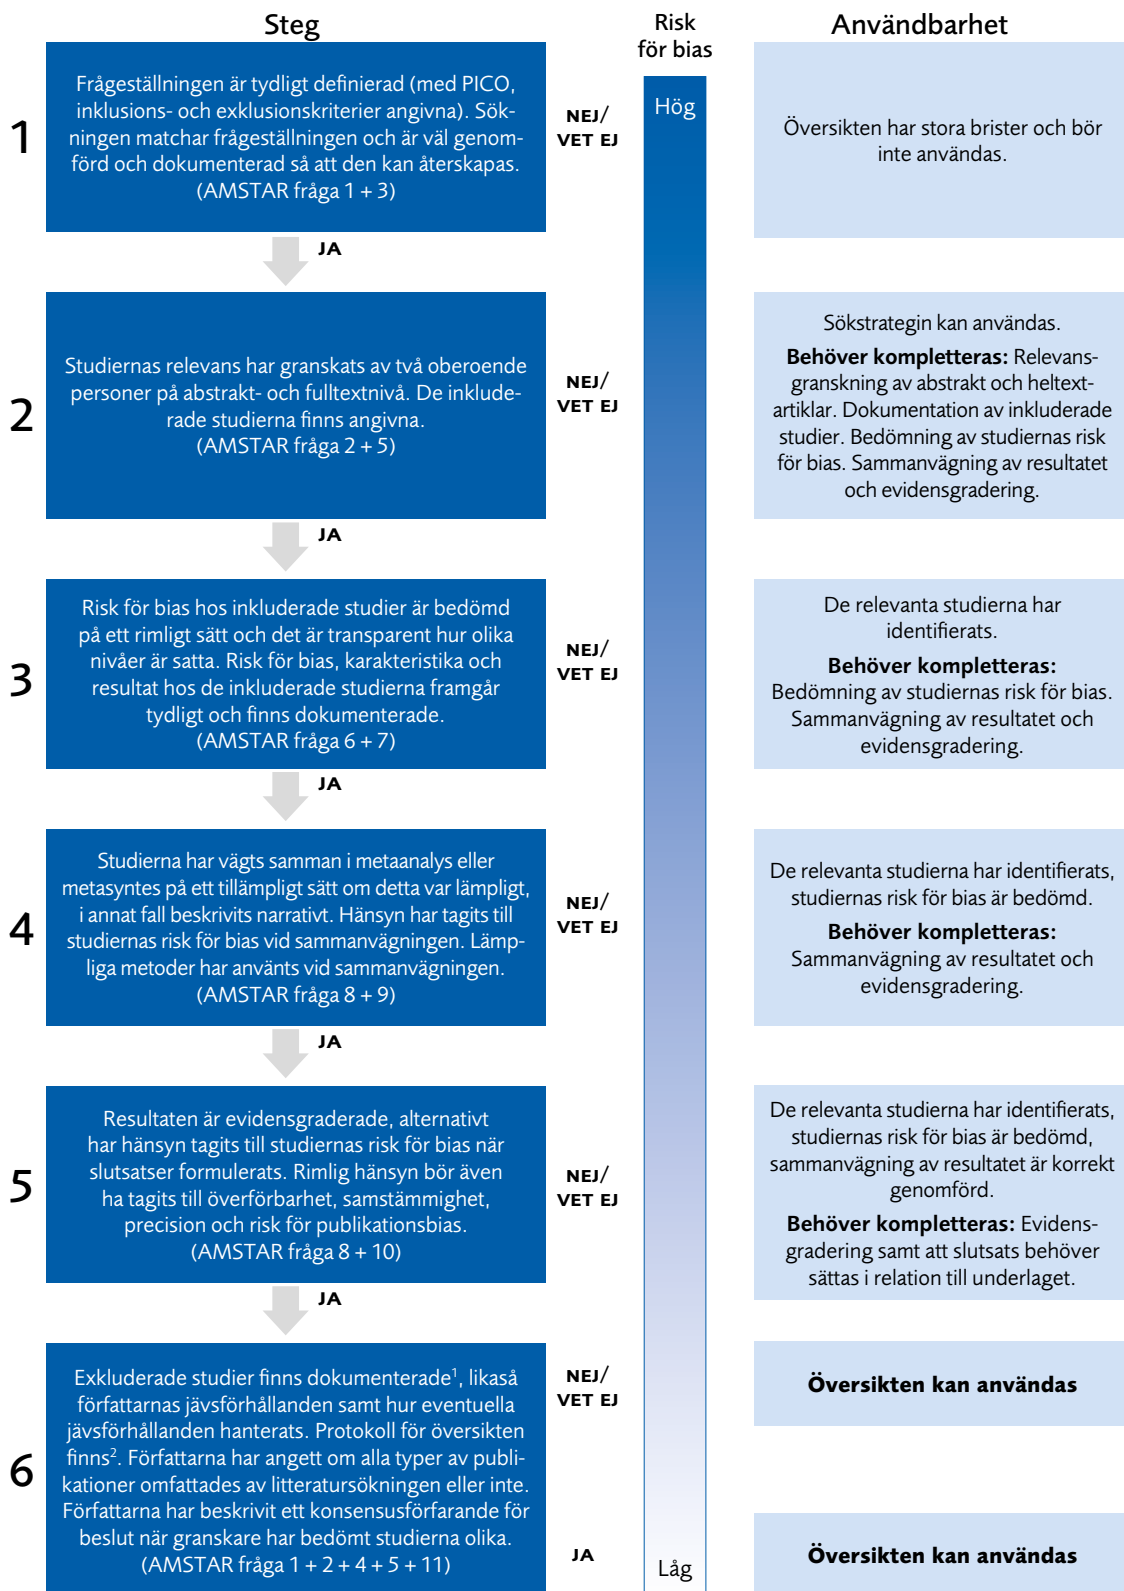 Steg
Risk
för bias
Användbarhet
1
Frågeställningen är tydligt definierad (med PICO,
inklusions- och exklusionskriterier angivna). Sök-
ningen matchar frågeställningen och är väl genom-
förd och dokumenterad så att den kan återskapas.
(AMSTAR fråga 1 + 3)
NEJ/
VET EJ
Hög
Översikten har stora brister och bör
inte användas.
JA
2
Studiernas relevans har granskats av två oberoende
personer på abstrakt- och fulltextnivå. De inklude-
rade studierna finns angivna.
(AMSTAR fråga 2 + 5)
NEJ/
VET EJ
Sökstrategin kan användas.
Behöver kompletteras: Relevans-
granskning av abstrakt och heltext-
artiklar. Dokumentation av inkluderade
studier. Bedömning av studiernas risk
för bias. Sammanvägning av resultatet
och evidensgradering.
JA
3
Risk för bias hos inkluderade studier är bedömd
på ett rimligt sätt och det är transparent hur olika
nivåer är satta. Risk för bias, karakteristika och
resultat hos de inkluderade studierna framgår
tydligt och finns dokumenterade.
(AMSTAR fråga 6 + 7)
NEJ/
VET EJ
De relevanta studierna har
identifierats.
Behöver kompletteras:
Bedömning av studiernas risk för bias.
Sammanvägning av resultatet och
evidensgradering.
JA
4
Studierna har vägts samman i metaanalys eller
metasyntes på ett tillämpligt sätt om detta var lämpligt,
i annat fall beskrivits narrativt. Hänsyn har tagits till
studiernas risk för bias vid sammanvägningen. Lämp-
liga metoder har använts vid sammanvägningen.
(AMSTAR fråga 8 + 9)
NEJ/
VET EJ
De relevanta studierna har identifierats,
studiernas risk för bias är bedömd.
Behöver kompletteras:
Sammanvägning av resultatet och
evidensgradering.
JA
5
Resultaten är evidensgraderade, alternativt
har hänsyn tagits till studiernas risk för bias när
slutsatser formulerats. Rimlig hänsyn bör även
ha tagits till överförbarhet, samstämmighet,
precision och risk för publikationsbias.
(AMSTAR fråga 8 + 10)
NEJ/
VET EJ
De relevanta studierna har identifierats,
studiernas risk för bias är bedömd,
sammanvägning av resultatet är korrekt
genomförd.
Behöver kompletteras: Evidens-
gradering samt att slutsats behöver
sättas i relation till underlaget.
JA
6
Exkluderade studier finns dokumenterade¹, likaså
författarnas jävsförhållanden samt hur eventuella
jävsförhållanden hanterats. Protokoll för översikten
finns². Författarna har angett om alla typer av publi-
kationer omfattades av litteratursökningen eller inte.
Författarna har beskrivit ett konsensusförfarande för
beslut när granskare har bedömt studierna olika.
(AMSTAR fråga 1 + 2 + 4 + 5 + 11)
NEJ/
VET EJ
Översikten kan användas
JA
Låg
Översikten kan användas